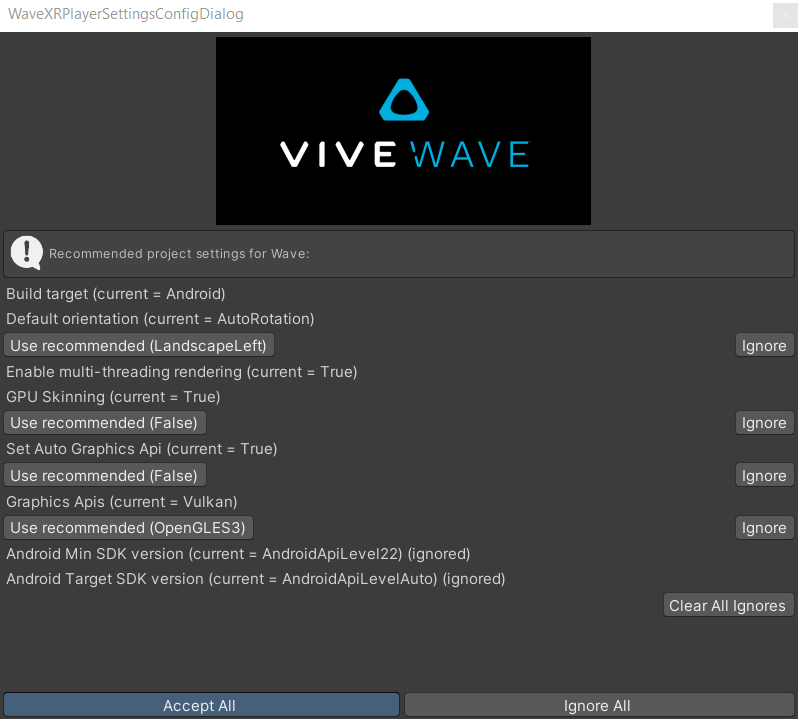 WaveXRPlayerSettingsConfigDialog
VIVE WAVE
Recommended project settings for Wave:
Build target (current = Android)
Default orientation (current = AutoRotation)
Use recommended (LandscapeLeft) Ignore
Enable multi-threading rendering (current = True)
GPU Skinning (current = True)
Use recommended (False) Ignore
Set Auto Graphics Api (current = True)
Use recommended (False) Ignore
Graphics Apis (current = Vulkan)
Use recommended (OpenGLES3) Ignore
Android Min SDK version (current = AndroidApiLevel22) (ignored)
Android Target SDK version (current = AndroidApiLevelAuto) (ignored)
Clear All Ignores
Accept All Ignore All